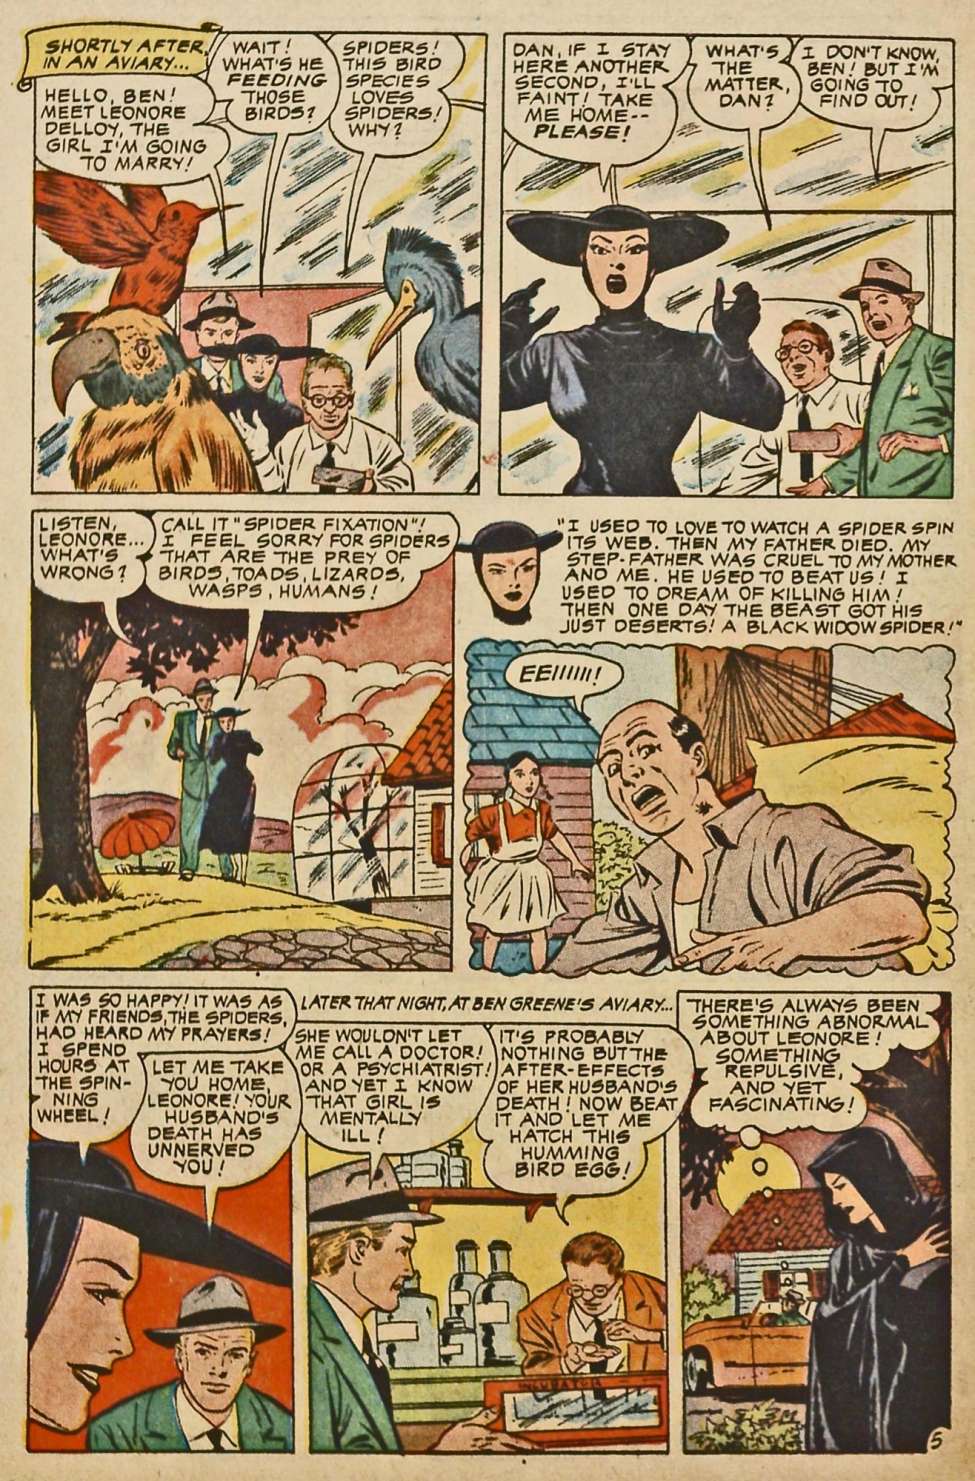 SHORTLY AFTER,
IN AN AVIARY...
HELLO, BEN!
MEET LEONORE
DELLOY, THE
GIRL I'M GOING
TO MARRY!
WAIT!
WHAT'S HE
FEEDING
THOSE
BIRDS?
SPIDERS!
THIS BIRD
SPECIES
LOVES
SPIDERS!
WHY?
DAN, IF I STAY
HERE ANOTHER
SECOND, I'LL
FAINT! TAKE
ME HOME--
PLEASE!
WHAT'S
THE
MATTER,
DAN?
I DON'T KNOW,
BEN! BUT I'M
GOING TO
FIND OUT!
LISTEN,
LEONORE...
WHAT'S
WRONG?
CALL IT "SPIDER FIXATION"!
I FEEL SORRY FOR SPIDERS
THAT ARE THE PREY OF
BIRDS, TOADS, LIZARDS,
WASPS, HUMANS!
"I USED TO LOVE TO WATCH A SPIDER SPIN
ITS WEB. THEN MY FATHER DIED. MY
STEP-FATHER WAS CRUEL TO MY MOTHER
AND ME. HE USED TO BEAT US! I
USED TO DREAM OF KILLING HIM!
THEN ONE DAY THE BEAST GOT HIS
JUST DESERTS! A BLACK WIDOW SPIDER!"
EEIIIIII!
I WAS SO HAPPY! IT WAS AS
IF MY FRIENDS, THE SPIDERS,
HAD HEARD MY PRAYERS!
I SPEND
HOURS AT
THE SPIN-
NING
WHEEL!
LET ME TAKE
YOU HOME,
LEONORE! YOUR
HUSBAND'S
DEATH HAS
UNNERVED
YOU!
LATER THAT NIGHT, AT BEN GREENE'S AVIARY...
SHE WOULDN'T LET
ME CALL A DOCTOR!
OR A PSYCHIATRIST!
AND YET I KNOW
THAT GIRL IS
MENTALLY
ILL!
IT'S PROBABLY
NOTHING BUT THE
AFTER-EFFECTS
OF HER HUSBAND'S
DEATH! NOW BEAT
IT AND LET ME
HATCH THIS
HUMMING
BIRD EGG!
INCUBATOR
THERE'S ALWAYS BEEN
SOMETHING ABNORMAL
ABOUT LEONORE!
SOMETHING
REPULSIVE,
AND YET
FASCINATING!
5